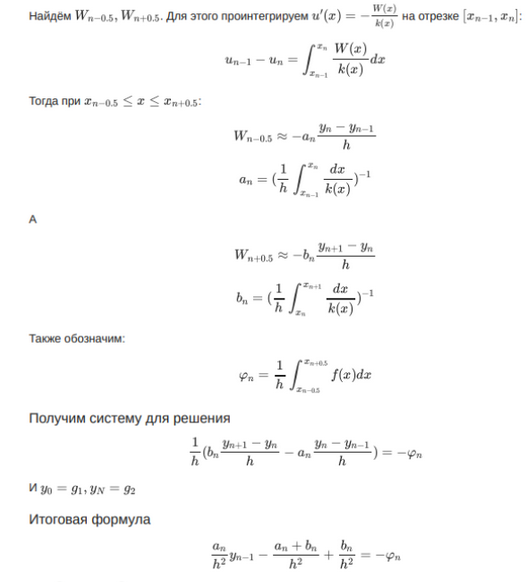 Найдём $W_{n-0.5}, W_{n+0.5}$. Для этого проинтегрируем $u'(x) = -\frac{W(x)}{k(x)}$ на отрезке $[x_{n-1}, x_n]$:
$u_{n-1} - u_n = \int_{x_{n-1}}^{x_n} \frac{W(x)}{k(x)} dx$
Тогда при $x_{n-0.5} \leq x \leq x_{n+0.5}$:
$W_{n-0.5} \approx -a_n \frac{y_n - y_{n-1}}{h}$
$a_n = (\frac{1}{h} \int_{x_{n-1}}^{x_n} \frac{dx}{k(x)})^{-1}$
А
$W_{n+0.5} \approx -b_n \frac{y_{n+1} - y_n}{h}$
$b_n = (\frac{1}{h} \int_{x_n}^{x_{n+1}} \frac{dx}{k(x)})^{-1}$
Также обозначим:
$\varphi_n = \frac{1}{h} \int_{x_{n-0.5}}^{x_{n+0.5}} f(x)dx$
Получим систему для решения
$\frac{1}{h}(b_n \frac{y_{n+1} - y_n}{h} - a_n \frac{y_n - y_{n-1}}{h}) = -\varphi_n$
И $y_0 = g_1, y_N = g_2$
Итоговая формула
$\frac{a_n}{h^2} y_{n-1} - \frac{a_n + b_n}{h^2} + \frac{b_n}{h^2} = -\varphi_n$